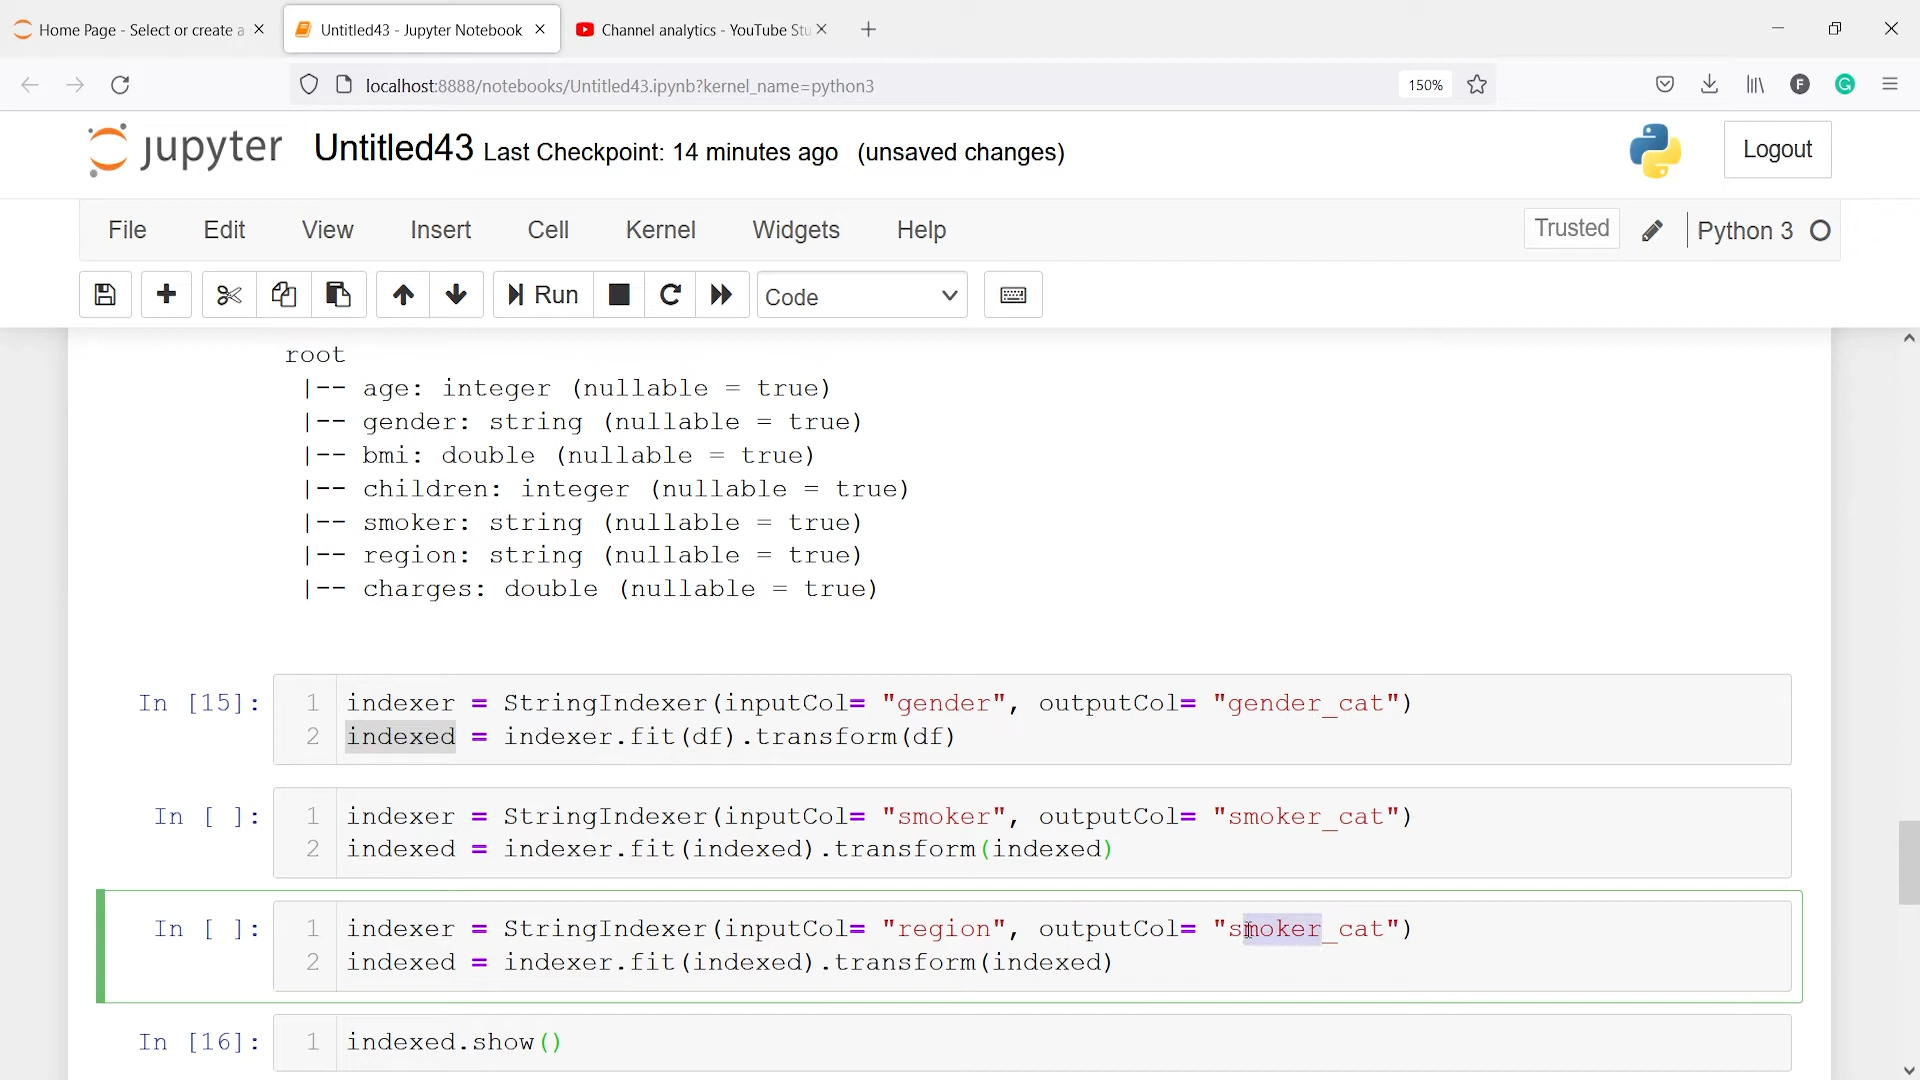 Home Page - Select or create a
Untitled43 - Jupyter Notebook
Channel analytics - YouTube Stu
localhost:8888/notebooks/Untitled43.ipynb?kernel_name=python3
150%
F
G
jupyter Untitled43 Last Checkpoint: 14 minutes ago (unsaved changes)
Logout
File Edit View Insert Cell Kernel Widgets Help
Trusted Python 3
Run Code
root
|-- age: integer (nullable = true)
|-- gender: string (nullable = true)
|-- bmi: double (nullable = true)
|-- children: integer (nullable = true)
|-- smoker: string (nullable = true)
|-- region: string (nullable = true)
|-- charges: double (nullable = true)
In [15]: 1 indexer = StringIndexer(inputCol= "gender", outputCol= "gender_cat")
2 indexed = indexer.fit(df).transform(df)
In [ ]: 1 indexer = StringIndexer(inputCol= "smoker", outputCol= "smoker_cat")
2 indexed = indexer.fit(indexed).transform(indexed)
In [ ]: 1 indexer = StringIndexer(inputCol= "region", outputCol= "smoker_cat")
2 indexed = indexer.fit(indexed).transform(indexed)
In [16]: 1 indexed.show()